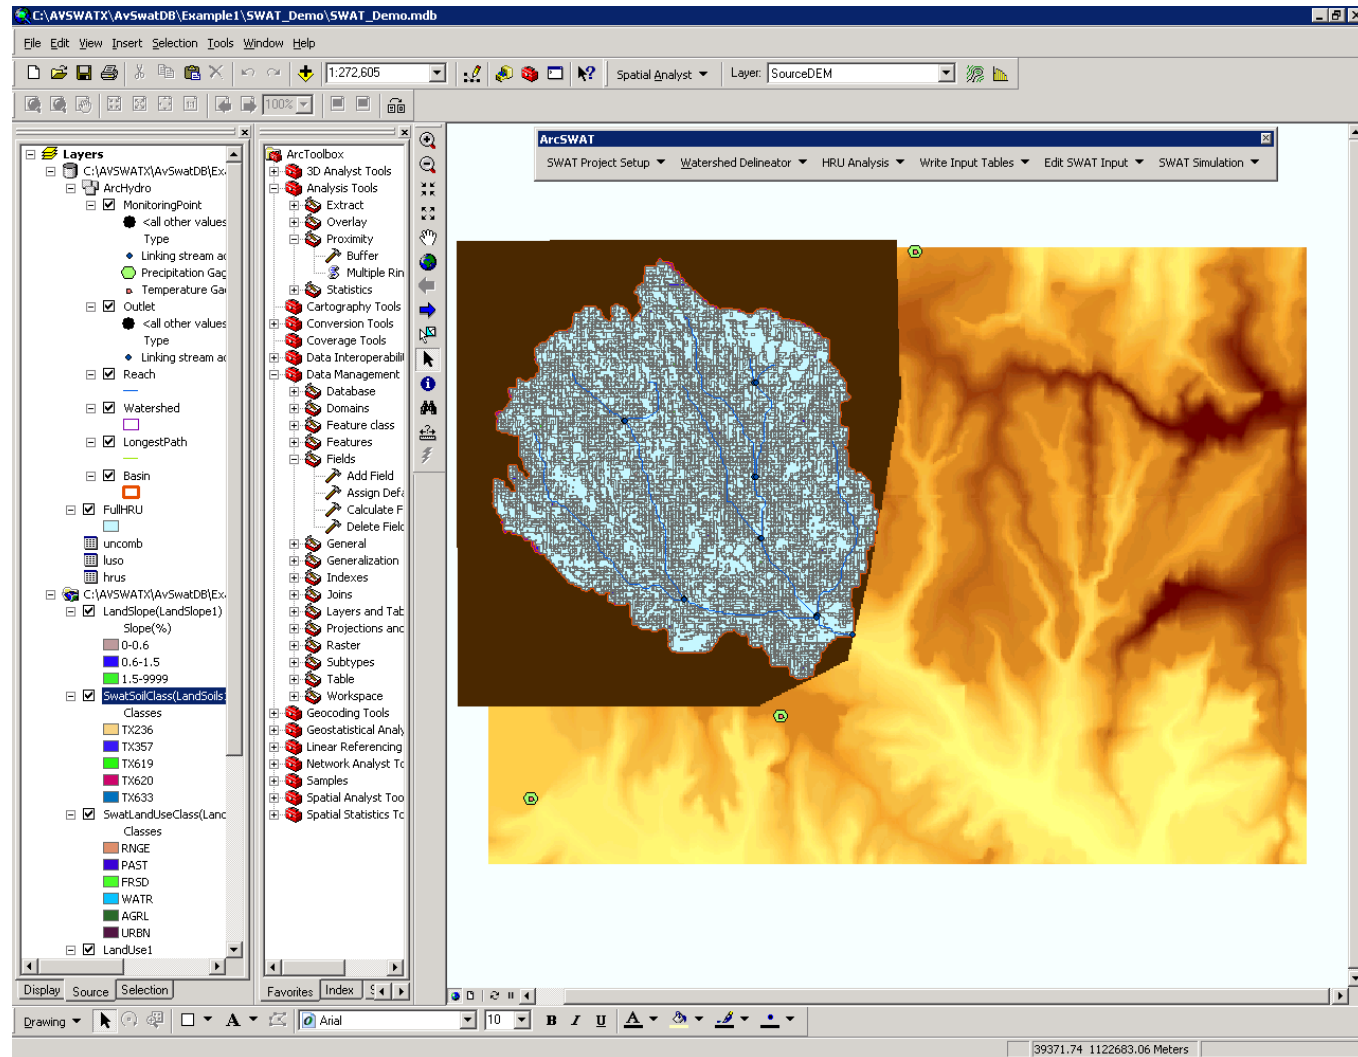 C:\AVSWATX\AvSwatDB\Example1\SWAT_Demo\SWAT_Demo.mdb
File Edit View Insert Selection Tools Window Help
1:272,605
Spatial Analyst
Layer:
SourceDEM
100%
Layers
C:\AVSWATX\AvSwatDB\Ex
ArcHydro
MonitoringPoint
<all other values
Type
Linking stream a
Precipitation Gag
Temperature Ga
Outlet
<all other values
Type
Linking stream a
Reach
Watershed
LongestPath
Basin
FullHRU
uncomb
luso
hrus
C:\AVSWATX\AvSwatDB\Ex
LandSlope(LandSlope1)
Slope(%)
0-0.6
0.6-1.5
1.5-9999
SwatSoilClass(LandSoils
Classes
TX236
TX357
TX619
TX620
TX633
SwatLandUseClass(Land
Classes
RNGE
PAST
FRSD
WATR
AGRL
URBN
LandUse1
Display Source Selection
ArcToolbox
3D Analyst Tools
Analysis Tools
Extract
Overlay
Proximity
Buffer
Multiple Rin
Statistics
Cartography Tools
Conversion Tools
Coverage Tools
Data Interoperabili
Data Management
Database
Domains
Feature class
Features
Fields
Add Field
Assign Defa
Calculate F
Delete Field
General
Generalization
Indexes
Joins
Layers and Tab
Projections and
Raster
Subtypes
Table
Workspace
Geocoding Tools
Geostatistical Analy
Linear Referencing
Network Analyst To
Samples
Spatial Analyst Too
Spatial Statistics To
Favorites Index S
ArcSWAT
SWAT Project Setup Watershed Delineator HRU Analysis Write Input Tables Edit SWAT Input SWAT Simulation
Drawing A Arial 10 B I U A
39371.74 1122683.06 Meters